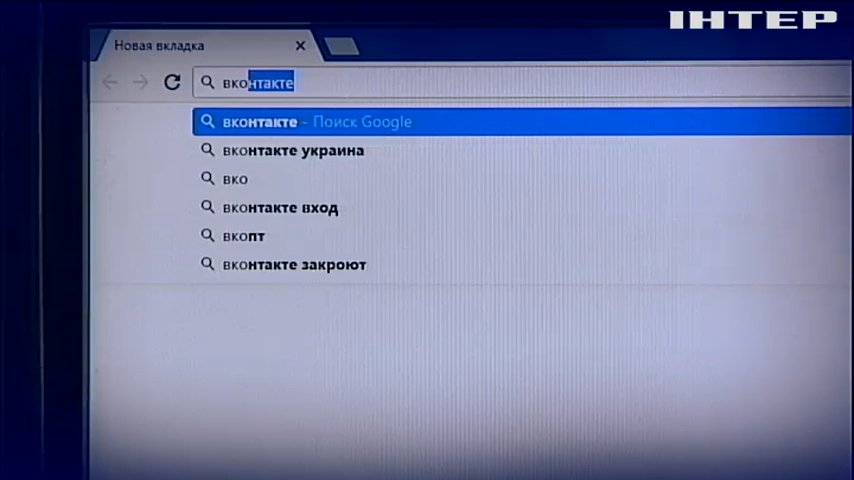 ІНТЕР
Новая вкладка
вконтакте
вконтакте - Поиск Google
вконтакте украина
вко
вконтакте вход
вкопт
вконтакте закроют